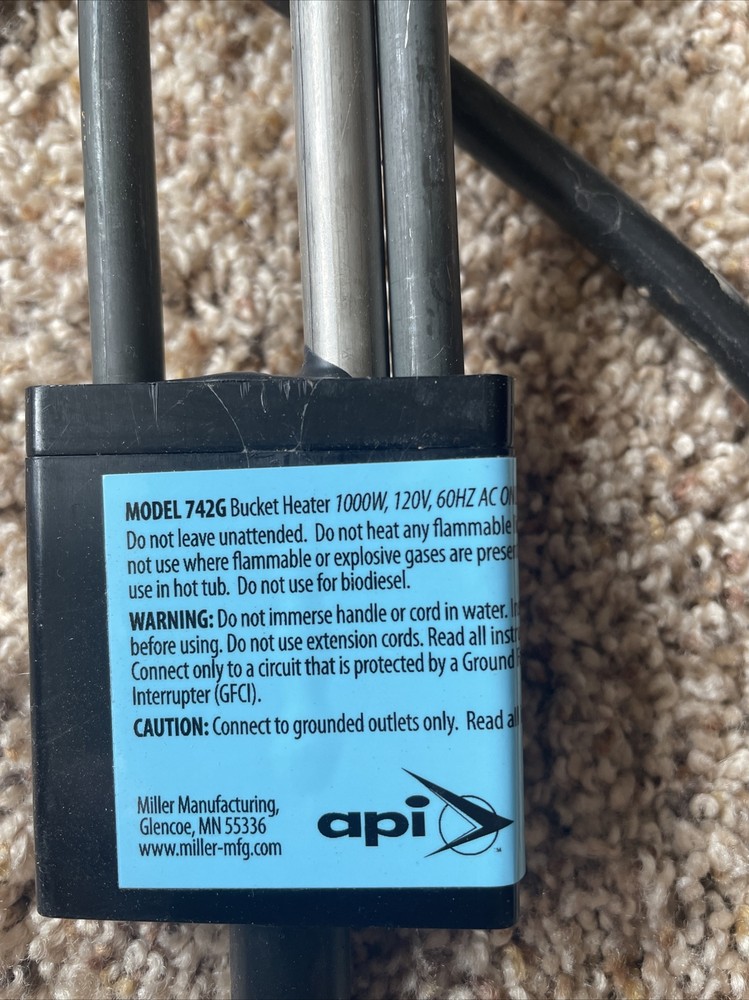 MODEL 742G Bucket Heater 1000W, 120V, 60HZ AC
Do not leave unattended. Do not heat any flammable
not use where flammable or explosive gases are
use in hot tub. Do not use for biodiesel.
WARNING: Do not immerse handle or cord in water.
before using. Do not use extension cords. Read all
Connect only to a circuit that is protected by a Ground
Interrupter (GFCI).
CAUTION: Connect to grounded outlets only. Read
Miller Manufacturing,
Glencoe, MN 55336
www.miller-mfg.com
api
TM